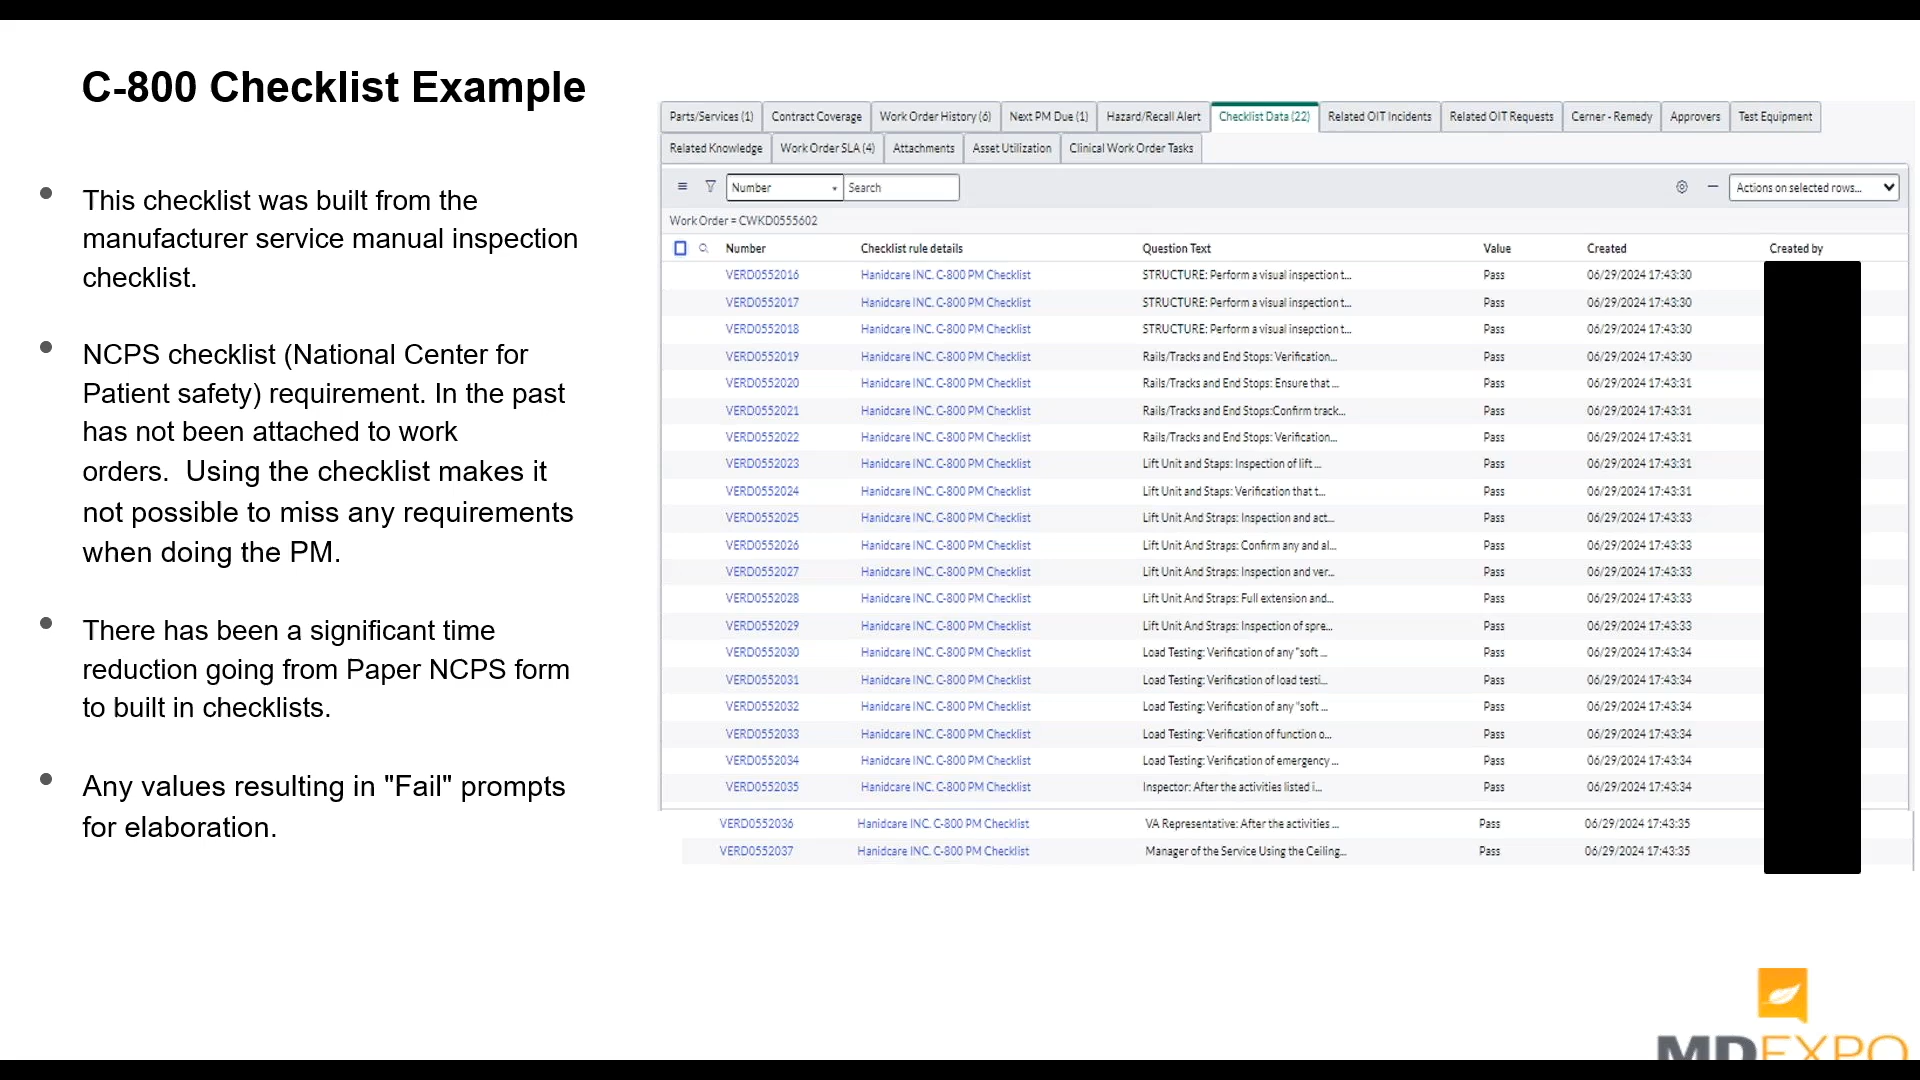 C-800 Checklist Example
This checklist was built from the
manufacturer service manual inspection
checklist.
NCPS checklist (National Center for
Patient safety) requirement. In the past
has not been attached to work
orders.  Using the checklist makes it
not possible to miss any requirements
when doing the PM.
There has been a significant time
reduction going from Paper NCPS form
to built in checklists.
Any values resulting in "Fail" prompts
for elaboration.
Parts/Services (1) Contract Coverage Work Order History (6) Next PM Due (1) Hazard/Recall Alert Checklist Data (22) Related OIT Incidents Related OIT Requests Cerner - Remedy Approvers Test Equipment
Related Knowledge Work Order SLA (4) Attachments Asset Utilization Clinical Work Order Tasks
Number Search Actions on selected rows...
Work Order = CWKD0555602
Number Checklist rule details Question Text Value Created Created by
VERD0552016 Hanidcare INC. C-800 PM Checklist STRUCTURE: Perform a visual inspection t... Pass 06/29/2024 17:43:30
VERD0552017 Hanidcare INC. C-800 PM Checklist STRUCTURE: Perform a visual inspection t... Pass 06/29/2024 17:43:30
VERD0552018 Hanidcare INC. C-800 PM Checklist STRUCTURE: Perform a visual insepction t... Pass 06/29/2024 17:43:30
VERD0552019 Hanidcare INC. C-800 PM Checklist Rails/Tracks and End Stops: Verification... Pass 06/29/2024 17:43:30
VERD0552020 Hanidcare INC. C-800 PM Checklist Rails/Tracks and End Stops: Ensure that ... Pass 06/29/2024 17:43:31
VERD0552021 Hanidcare INC. C-800 PM Checklist Rails/Tracks and End Stops:Confirm track... Pass 06/29/2024 17:43:31
VERD0552022 Hanidcare INC. C-800 PM Checklist Rails/Tracks and End Stops: Verification... Pass 06/29/2024 17:43:31
VERD0552023 Hanidcare INC. C-800 PM Checklist Lift Unit and Staps: Inspection of lift ... Pass 06/29/2024 17:43:31
VERD0552024 Hanidcare INC. C-800 PM Checklist Lift Unit and Staps: Verification that t... Pass 06/29/2024 17:43:31
VERD0552025 Hanidcare INC. C-800 PM Checklist Lift Unit And Straps: Inspection and act... Pass 06/29/2024 17:43:33
VERD0552026 Hanidcare INC. C-800 PM Checklist Lift Unit And Straps: Confirm any and al... Pass 06/29/2024 17:43:33
VERD0552027 Hanidcare INC. C-800 PM Checklist Lift Unit And Straps: Inspection and ver... Pass 06/29/2024 17:43:33
VERD0552028 Hanidcare INC. C-800 PM Checklist Lift Unit And Straps: Full extension and... Pass 06/29/2024 17:43:33
VERD0552029 Hanidcare INC. C-800 PM Checklist Lift Unit And Straps: Inspection of spre... Pass 06/29/2024 17:43:33
VERD0552030 Hanidcare INC. C-800 PM Checklist Load Testing: Verification of any "soft ... Pass 06/29/2024 17:43:34
VERD0552031 Hanidcare INC. C-800 PM Checklist Load Testing: Verification of load testi... Pass 06/29/2024 17:43:34
VERD0552032 Hanidcare INC. C-800 PM Checklist Load Testing: Verification of any "soft ... Pass 06/29/2024 17:43:34
VERD0552033 Hanidcare INC. C-800 PM Checklist Load Testing: Verification of function o... Pass 06/29/2024 17:43:34
VERD0552034 Hanidcare INC. C-800 PM Checklist Load Testing: Verification of emergency ... Pass 06/29/2024 17:43:34
VERD0552035 Hanidcare INC. C-800 PM Checklist Inspector: After the activities listed i... Pass 06/29/2024 17:43:34
VERD0552036 Hanidcare INC. C-800 PM Checklist VA Representative: After the activities ... Pass 06/29/2024 17:43:35
VERD0552037 Hanidcare INC. C-800 PM Checklist Manager of the Service Using the Ceiling... Pass 06/29/2024 17:43:35
MDEXPO